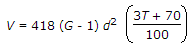 V = 418 (G - 1) d² (3T + 70 / 100)